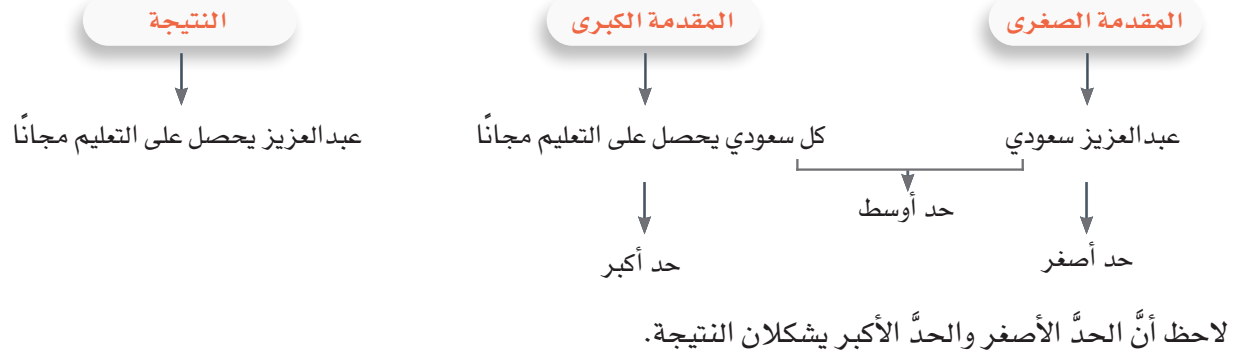 المقدمة الصغرى
المقدمة الكبرى
النتيجة
عبدالعزيز سعودي
كل سعودي يحصل على التعليم مجانًا
عبدالعزيز يحصل على التعليم مجانًا
حد أوسط
حد أصغر
حد أكبر
لاحظ أنَّ الحدَّ الأصغر والحدَّ الأكبر يشكلان النتيجة.